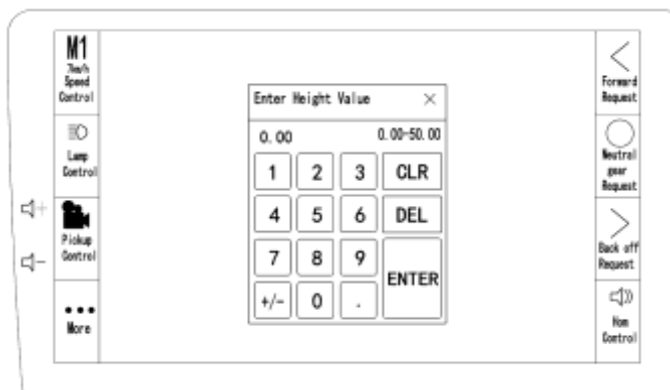 M1
7km/h
Speed
Control
Lamp
Control
Pickup
Control
More
Enter Height Value ×
0.00 0.00-50.00
1 2 3 CLR
4 5 6 DEL
7 8 9
ENTER
+/- 0 .
Forward
Request
Neutral
gear
Request
Back off
Request
Hom
Control